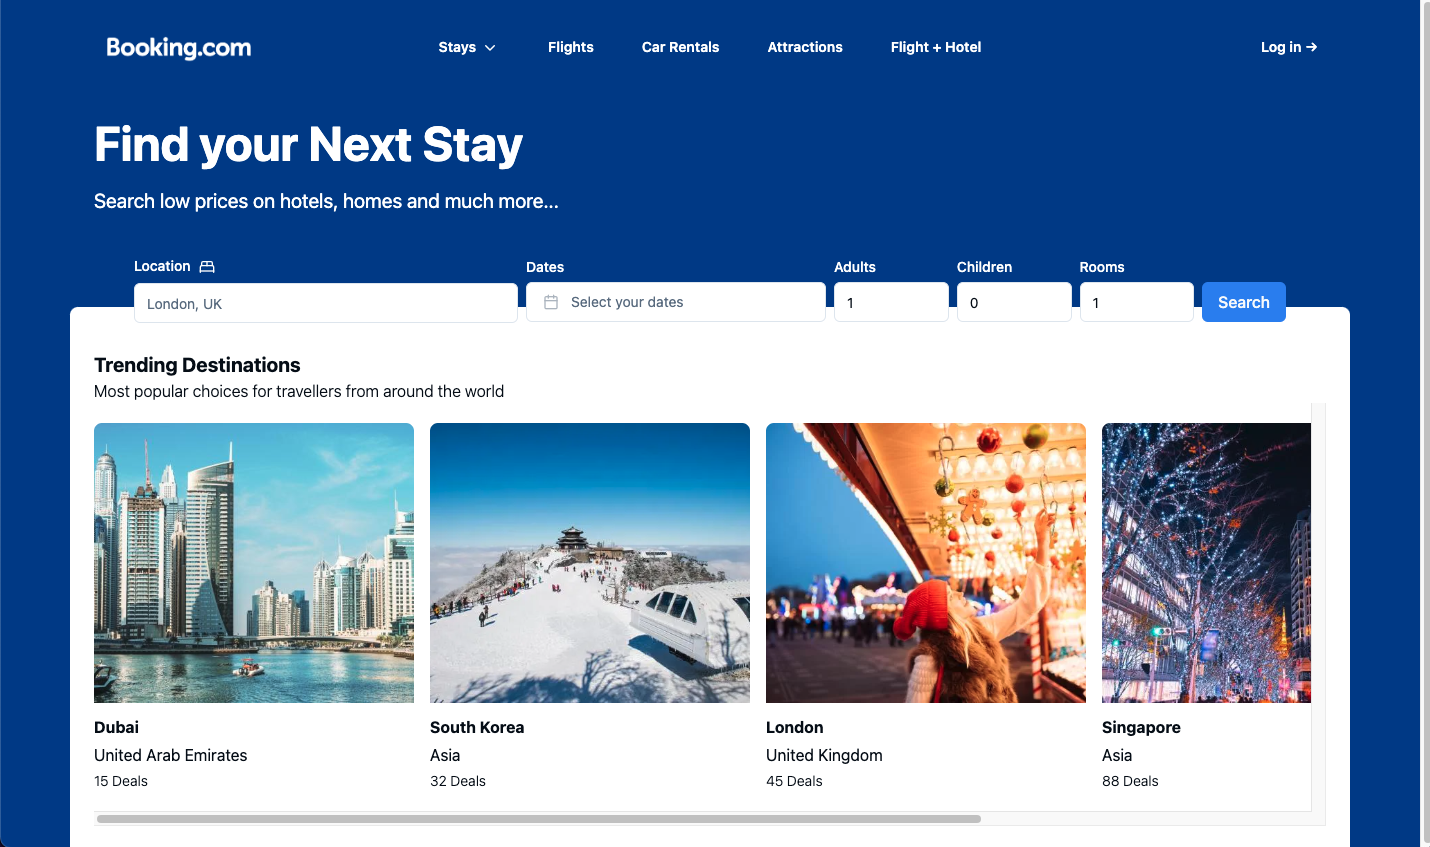 Booking.com
Stays
Flights
Car Rentals
Attractions
Flight + Hotel
Log in →
Find your Next Stay
Search low prices on hotels, homes and much more...
Location
Dates
Adults
Children
Rooms
London, UK
Select your dates
1
0
1
Search
Trending Destinations
Most popular choices for travellers from around the world
Dubai
United Arab Emirates
15 Deals
South Korea
Asia
32 Deals
London
United Kingdom
45 Deals
Singapore
Asia
88 Deals